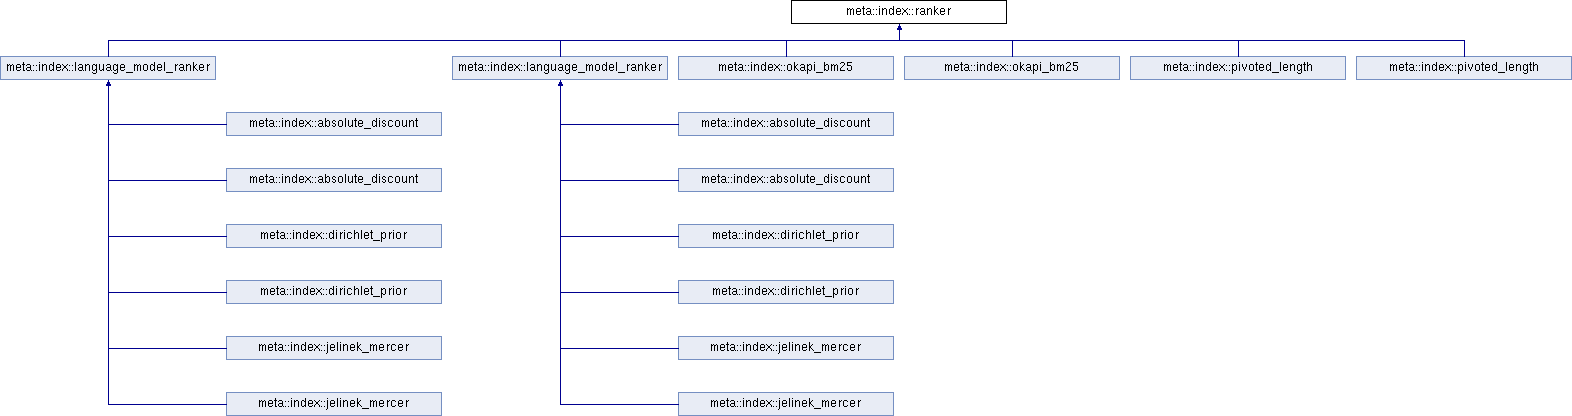 meta::index::ranker
meta::index::language_model_ranker
meta::index::language_model_ranker
meta::index::okapi_bm25
meta::index::okapi_bm25
meta::index::pivoted_length
meta::index::pivoted_length
meta::index::absolute_discount
meta::index::absolute_discount
meta::index::absolute_discount
meta::index::absolute_discount
meta::index::dirichlet_prior
meta::index::dirichlet_prior
meta::index::dirichlet_prior
meta::index::dirichlet_prior
meta::index::jelinek_mercer
meta::index::jelinek_mercer
meta::index::jelinek_mercer
meta::index::jelinek_mercer